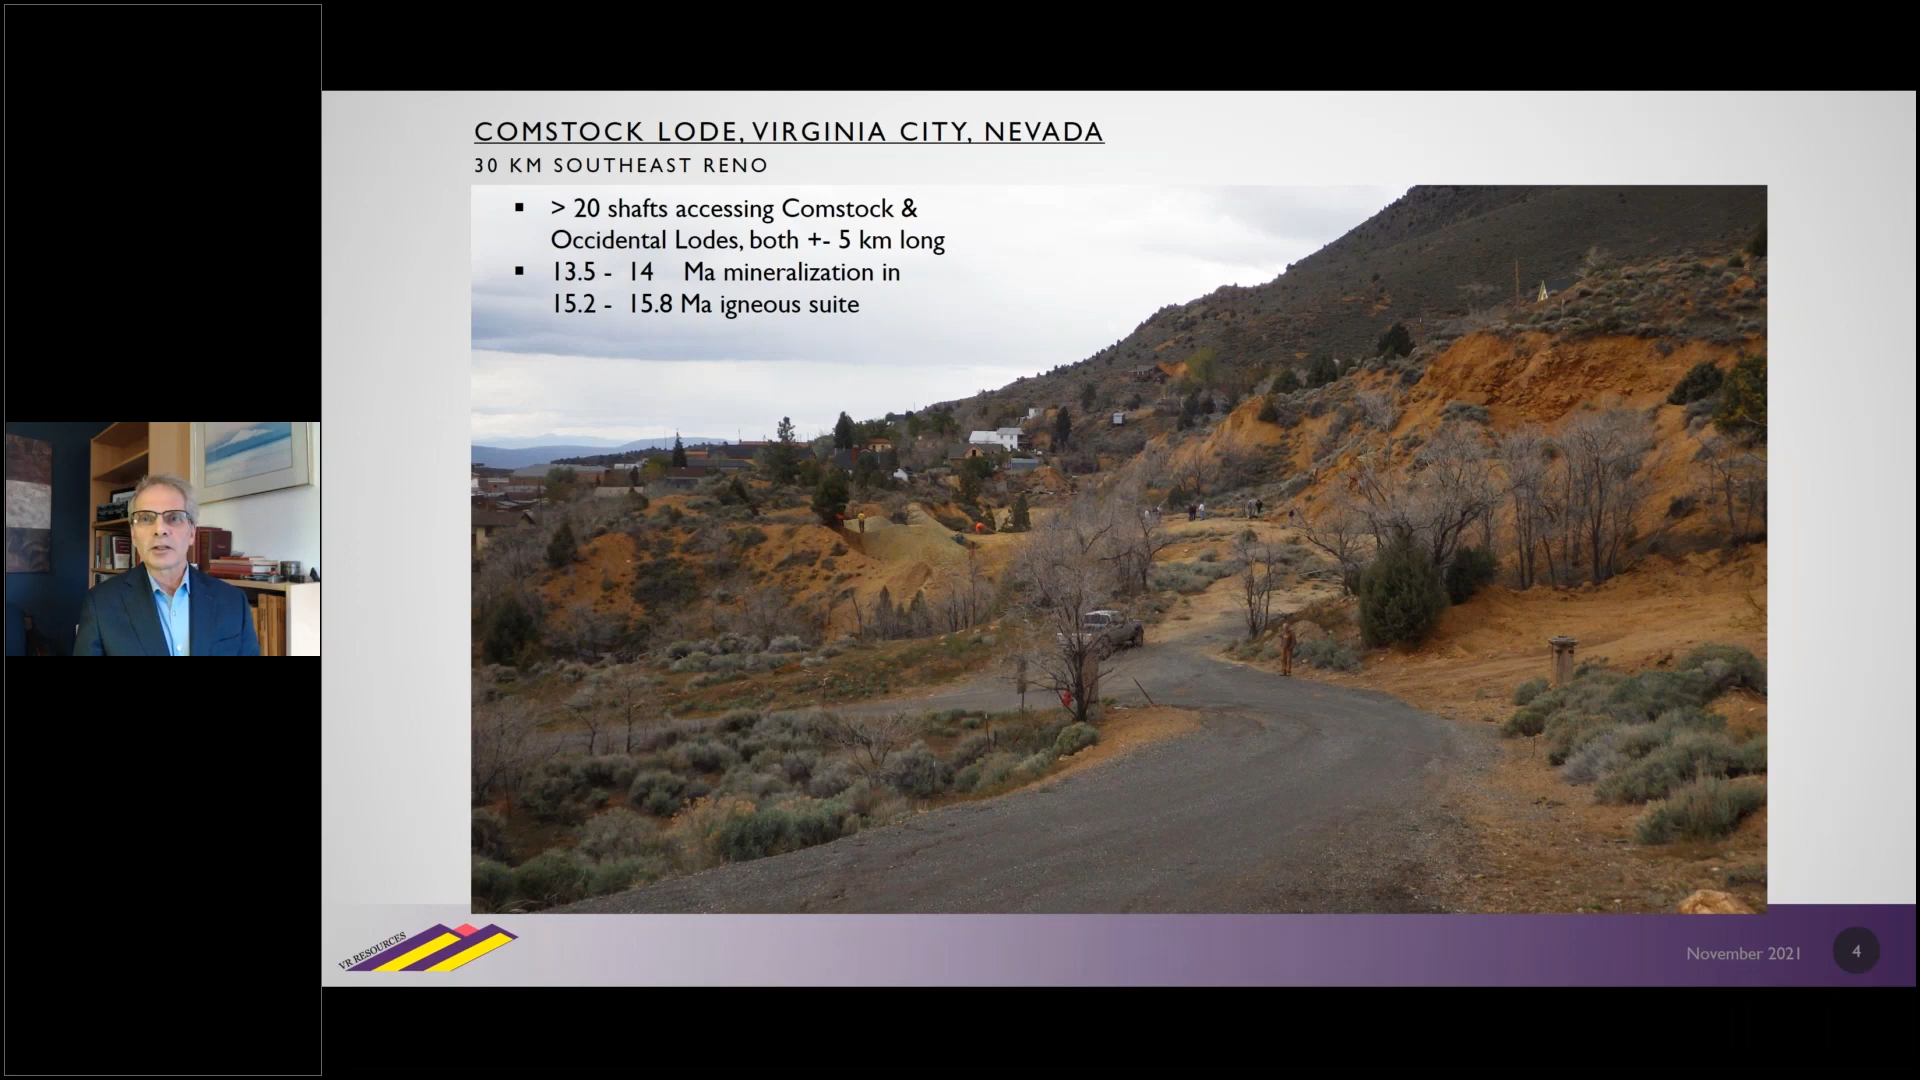 COMSTOCK LODE, VIRGINIA CITY, NEVADA
30 KM SOUTHEAST RENO
▪ > 20 shafts accessing Comstock &
Occidental Lodes, both +- 5 km long
▪ 13.5 - 14 Ma mineralization in
15.2 - 15.8 Ma igneous suite
VR RESOURCES
November 2021
4